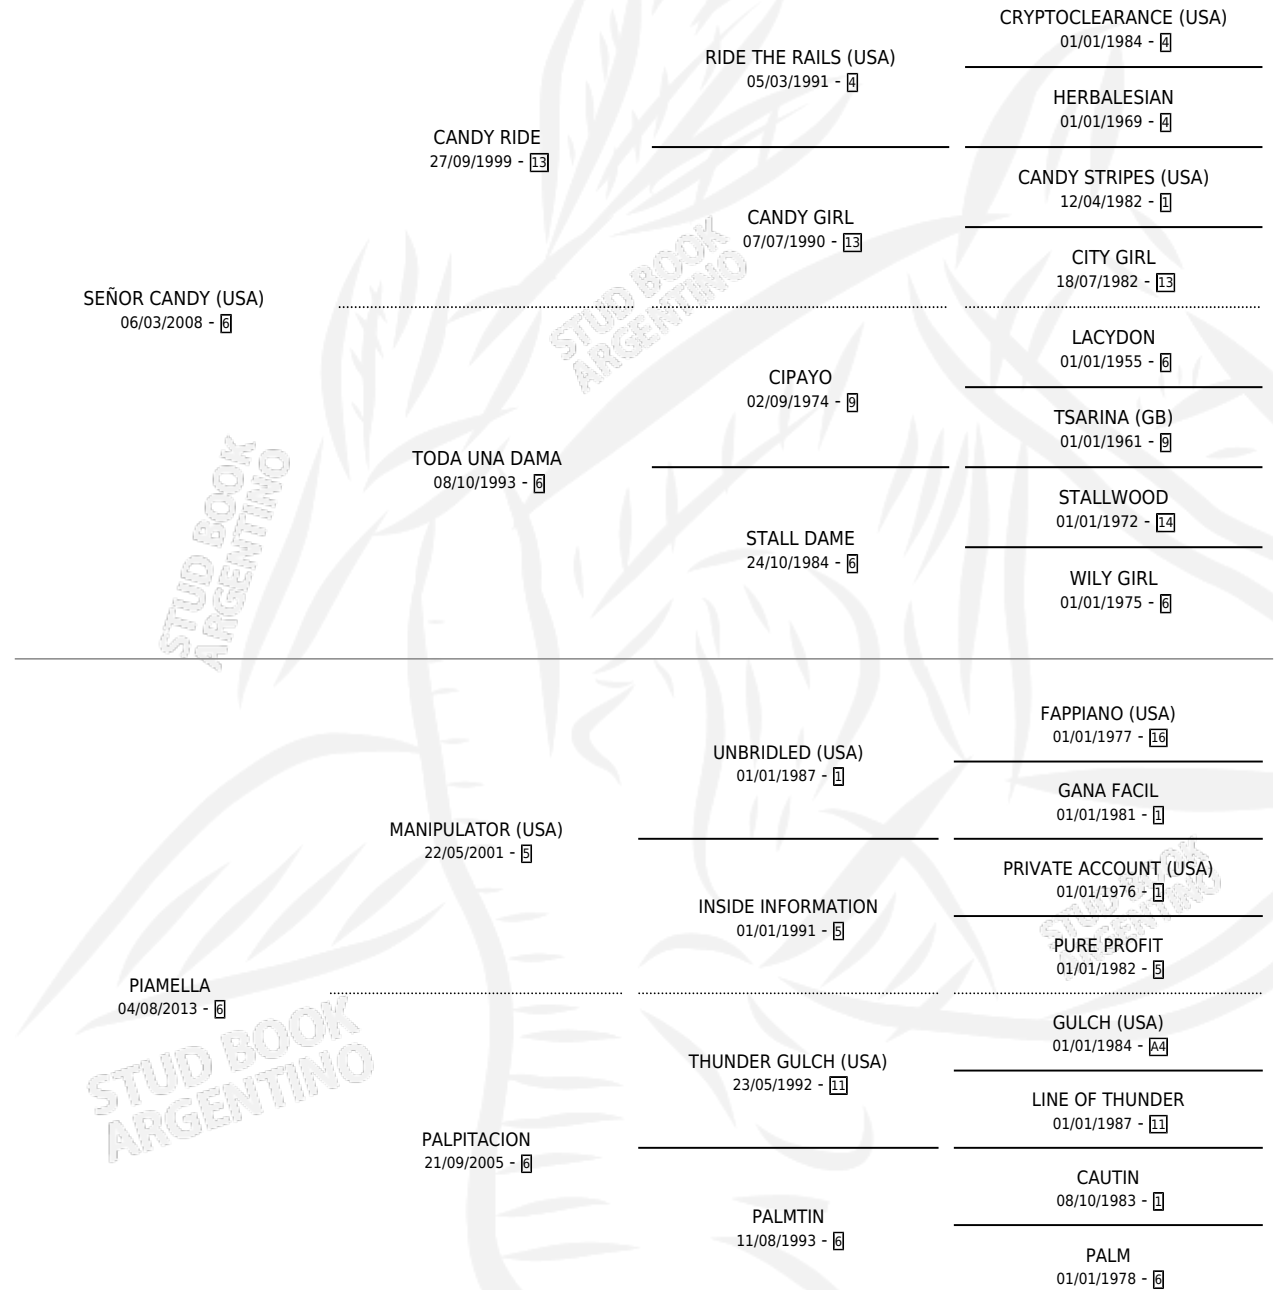 CRYPTOCLEARANCE (USA)
01/01/1984 - 4
RIDE THE RAILS (USA)
05/03/1991 - 4
HERBALESIAN
01/01/1969 - 4
CANDY RIDE
27/09/1999 - 13
CANDY STRIPES (USA)
12/04/1982 - 1
CANDY GIRL
07/07/1990 - 13
CITY GIRL
18/07/1982 - 13
SEÑOR CANDY (USA)
06/03/2008 - 6
LACYDON
01/01/1955 - 6
CIPAYO
02/09/1974 - 9
TSARINA (GB)
01/01/1961 - 9
TODA UNA DAMA
08/10/1993 - 6
STALLWOOD
01/01/1972 - 14
STALL DAME
24/10/1984 - 6
WILY GIRL
01/01/1975 - 6
STUD BOOK
ARGENTINO
STUD BOOK
ARGENTINO
FAPPIANO (USA)
01/01/1977 - 16
UNBRIDLED (USA)
01/01/1987 - 1
GANA FACIL
01/01/1981 - 1
MANIPULATOR (USA)
22/05/2001 - 5
PRIVATE ACCOUNT (USA)
01/01/1976 - 1
INSIDE INFORMATION
01/01/1991 - 5
PURE PROFIT
01/01/1982 - 5
PIAMELLA
04/08/2013 - 6
GULCH (USA)
01/01/1984 - A4
THUNDER GULCH (USA)
23/05/1992 - 11
LINE OF THUNDER
01/01/1987 - 11
PALPITACION
21/09/2005 - 6
CAUTIN
08/10/1983 - 1
PALMTIN
11/08/1993 - 6
PALM
01/01/1978 - 6
STUD BOOK
ARGENTINO
STUD BOOK
ARGENTINO